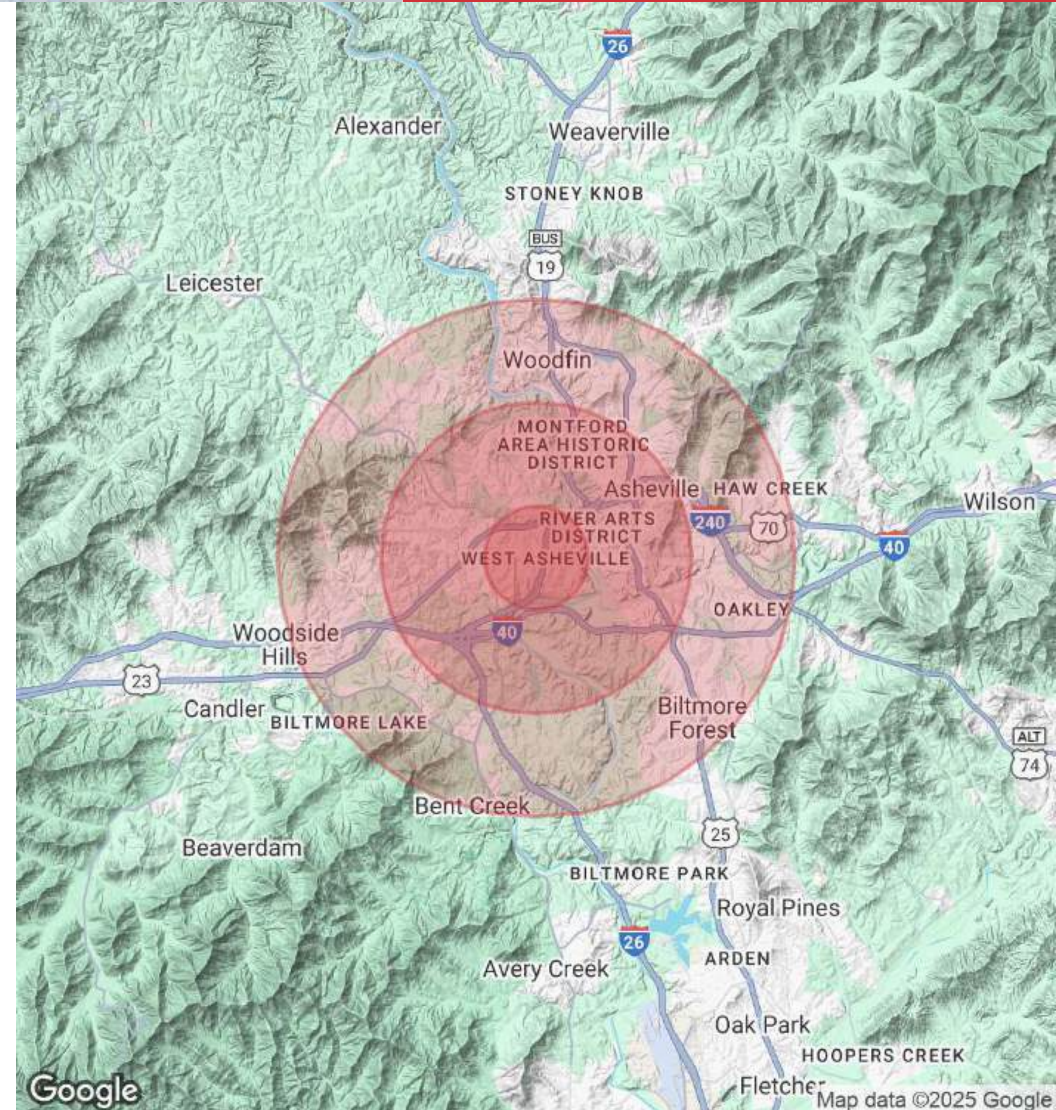 26
Alexander
Weaverville
STONEY KNOB
BUS
19
Leicester
Woodfin
MONTFORD
AREA HISTORIC
DISTRICT
Asheville
HAW CREEK
Wilson
RIVER ARTS
DISTRICT
240
70
40
WEST ASHEVILLE
OAKLEY
40
Woodside
Hills
23
Candler
BILTMORE LAKE
Biltmore
Forest
ALT
74
Bent Creek
25
Beaverdam
BILTMORE PARK
Royal Pines
26
ARDEN
Avery Creek
Oak Park
HOOPERS CREEK
Fletcher
Google
Map data ©2025 Google